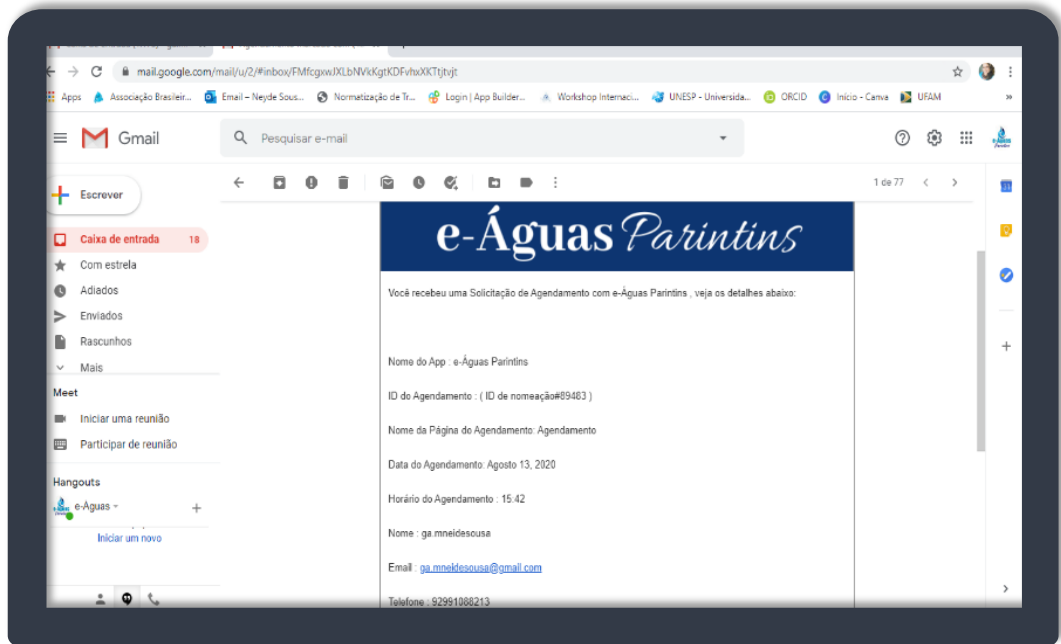 mail.google.com/mail/u/2/#inbox/FMfcgxwJXLbNVkKgtKDFvhxXKTtjtvjt
Apps Associação Brasileir... Email – Neyde Sous... Normatização de Tr... Login | App Builder... Workshop Internaci... UNESP - Universida... ORCID Início - Canva UFAM »
Gmail
Pesquisar e-mail
Escrever
1 de 77
Caixa de entrada 18
Com estrela
Adiados
Enviados
Rascunhos
Mais
Meet
Iniciar uma reunião
Participar de reunião
Hangouts
e-Águas
Iniciar um novo
e-Águas Parintins
Você recebeu uma Solicitação de Agendamento com e-Águas Parintins , veja os detalhes abaixo:
Nome do App : e-Águas Parintins
ID do Agendamento : ( ID de nomeação#89483 )
Nome da Página do Agendamento: Agendamento
Data do Agendamento: Agosto 13, 2020
Horário do Agendamento : 15:42
Nome : ga.mneidesousa
Email : ga.mneidesousa@gmail.com
Telefone : 92991088213